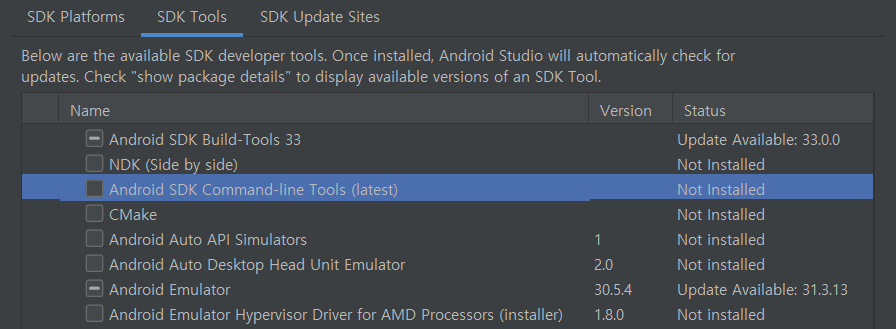 SDK Platforms SDK Tools SDK Update Sites
Below are the available SDK developer tools. Once installed, Android Studio will automatically check for
updates. Check "show package details" to display available versions of an SDK Tool.
Name Version Status
Android SDK Build-Tools 33 Update Available: 33.0.0
NDK (Side by side) Not Installed
Android SDK Command-line Tools (latest) Not Installed
CMake Not Installed
Android Auto API Simulators 1 Not installed
Android Auto Desktop Head Unit Emulator 2.0 Not installed
Android Emulator 30.5.4 Update Available: 31.3.13
Android Emulator Hypervisor Driver for AMD Processors (installer) 1.8.0 Not installed